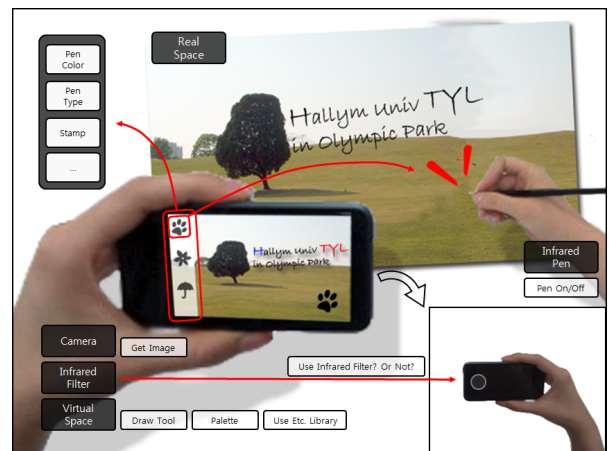 Real
Space
Pen
Color
Pen
Type
Stamp
...
Hallym Univ TYL
in Olympic Park
Hallym Univ TYL
in Olympic Park
Infrared
Pen
Pen On/Off
Camera
Get Image
Infrared
Filter
Use Infrared Filter? Or Not?
Virtual
Space
Draw Tool
Palette
Use Etc. Library